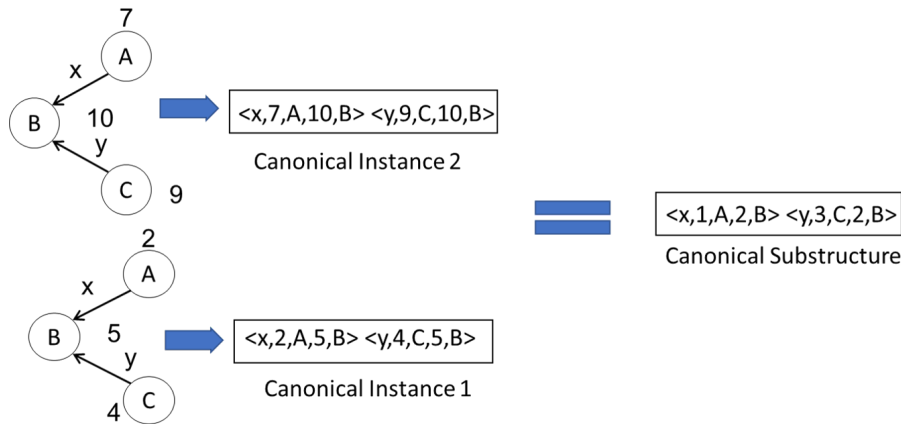 7
A
x
B
10
y
C
9
<x,7,A,10,B> <y,9,C,10,B>
Canonical Instance 2
2
A
x
B
5
y
C
4
<x,2,A,5,B> <y,4,C,5,B>
Canonical Instance 1
<x,1,A,2,B> <y,3,C,2,B>
Canonical Substructure